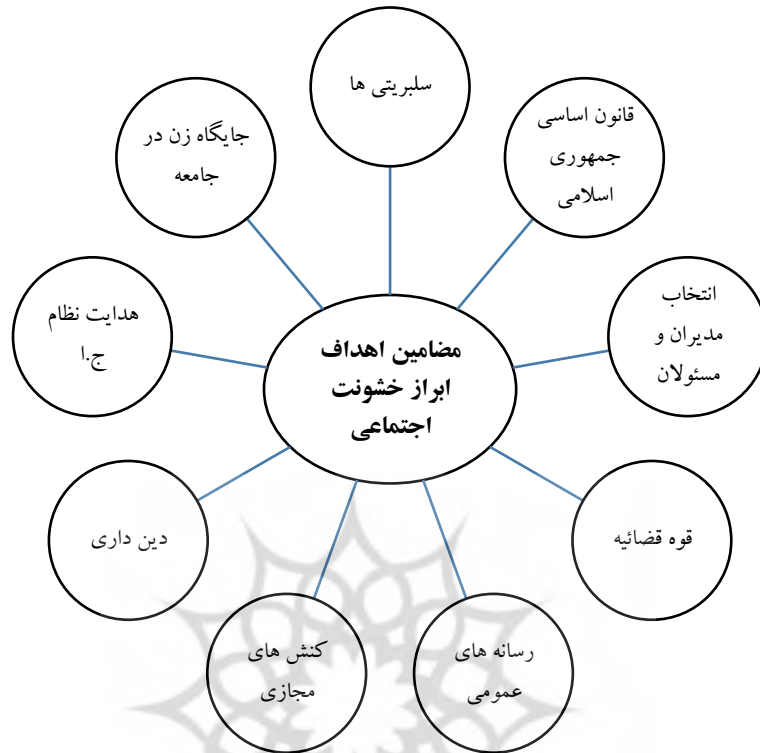 سلبریتی ها
قانون اساسی
جمهوری
اسلامی
انتخاب
مدیران و
مسئولان
قوه قضائیه
رسانه های
عمومی
کنش های
مجازی
دین داری
هدایت نظام
ج.ا
جایگاه زن در
جامعه
مضامین اهداف
ابراز خشونت
اجتماعی